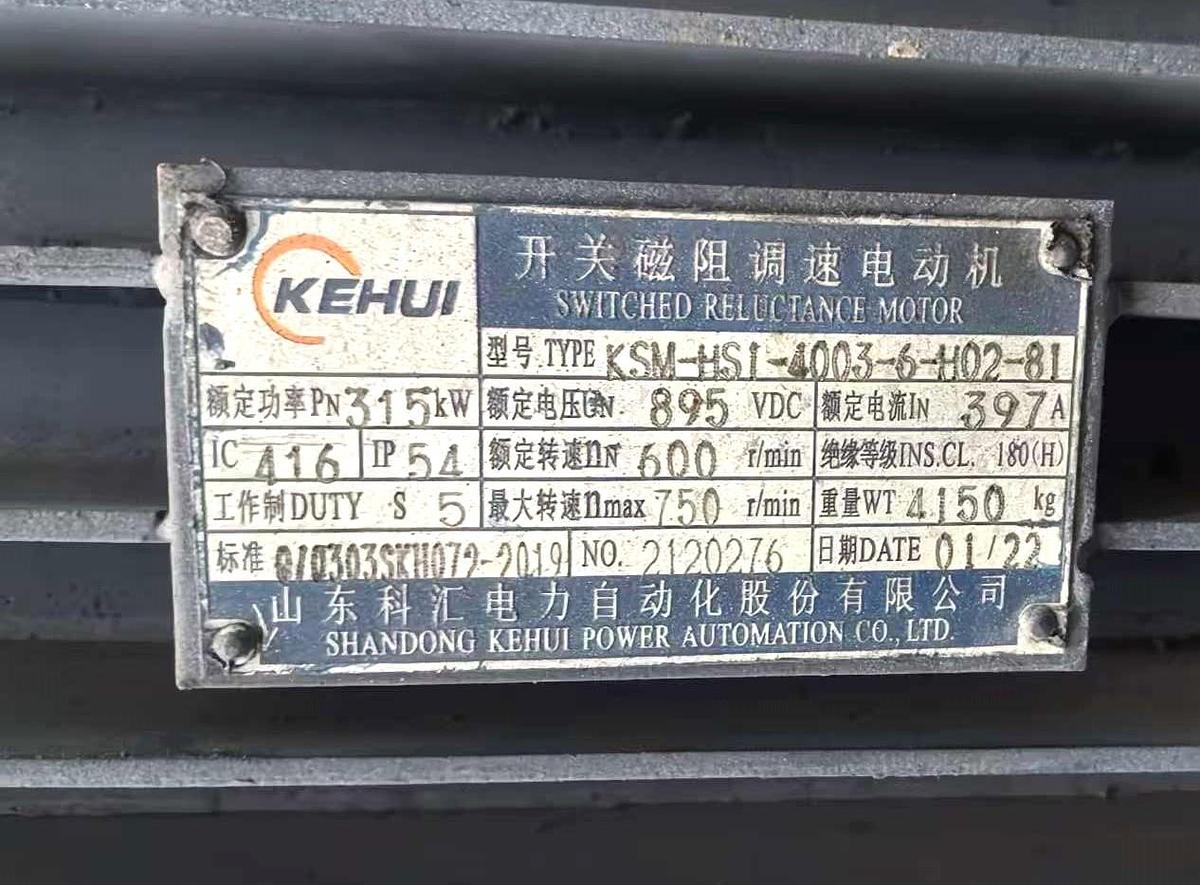 KEHUI
开关磁阻调速电动机
SWITCHED RELUCTANCE MOTOR
型号 TYPE KSM-HS1-4003-6-H02-81
额定功率PN 315 kW 额定电压UN 895 VDC 额定电流IN 397 A
IC 416 IP 54 额定转速nN 600 r/min 绝缘等级INS.CL. 180(H)
工作制DUTY S 5 最大转速nmax 750 r/min 重量WT 4150 kg
标准 Q/0303SKH072-2019 NO. 2120276 日期DATE 01/22
山东科汇电力自动化股份有限公司
SHANDONG KEHUI POWER AUTOMATION CO.,LTD.